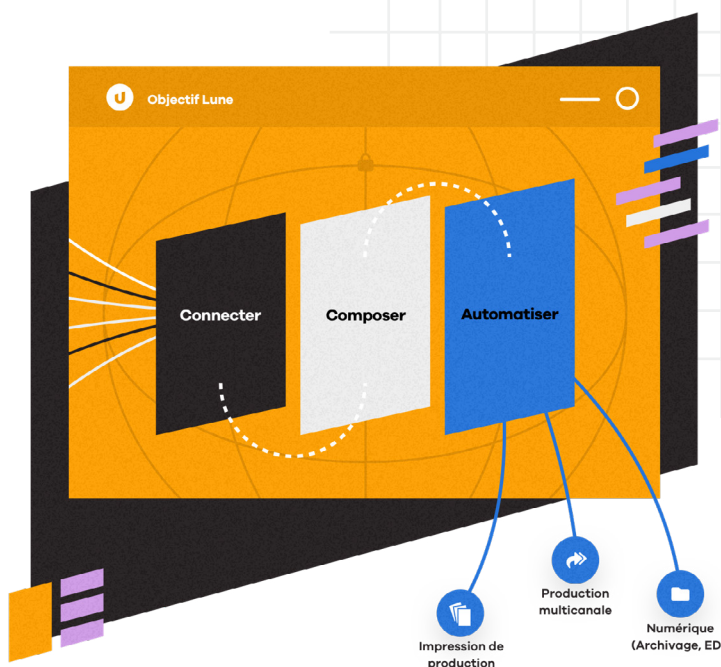 Objectif Lune
Connecter
Composer
Automatiser
Production
multicanale
Numérique
(Archivage, ED
Impression de
production